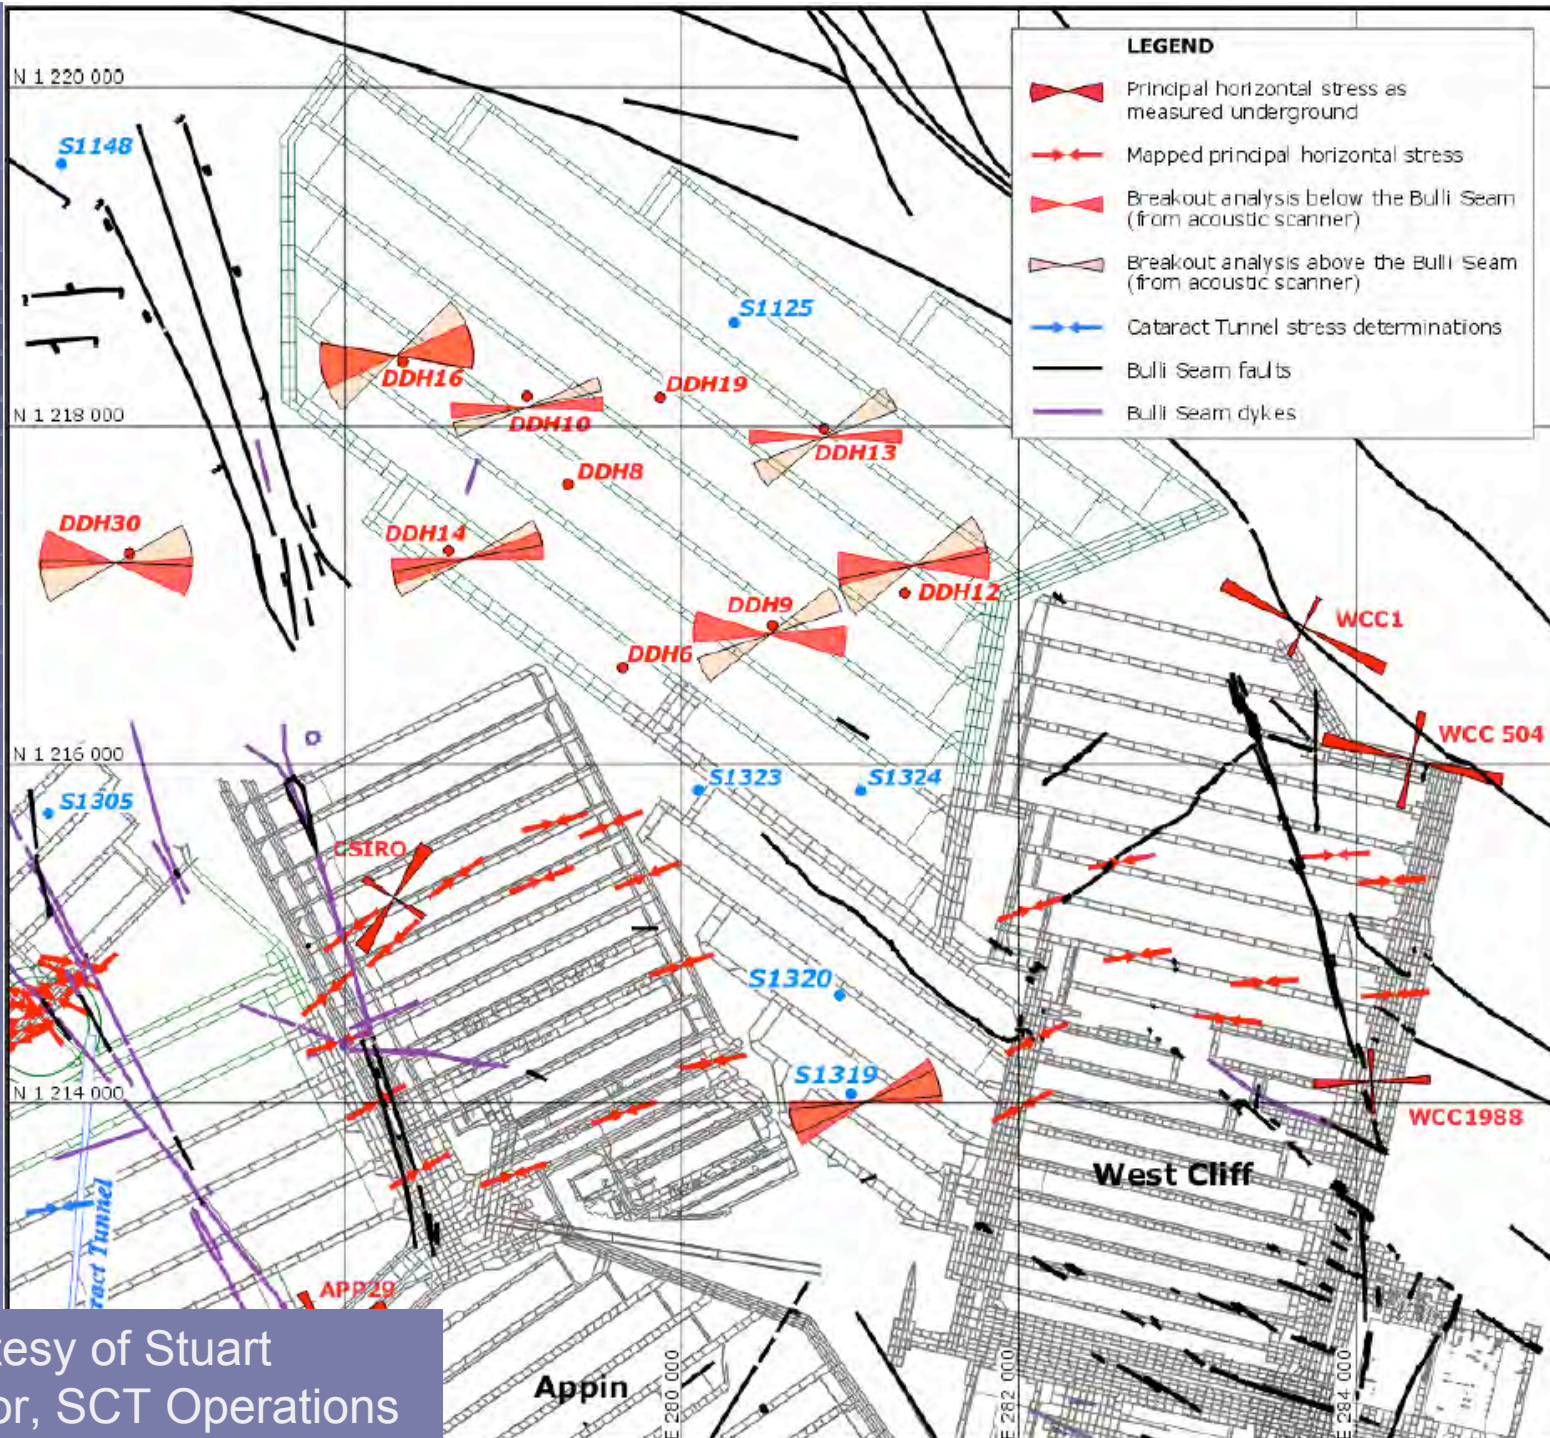 LEGEND
Principal horizontal stress as
measured underground
Mapped principal horizontal stress
Breakout analysis below the Bulli Seam
(from acoustic scanner)
Breakout analysis above the Bulli Seam
(from acoustic scanner)
Cataract Tunnel stress determinations
Bulli Seam faults
Bulli Seam dykes
N 1 220 000
S1148
S1125
DDH16
DDH19
N 1 218 000
DDH10
DDH13
DDH8
DDH30
DDH14
DDH12
DDH9
WCC1
DDH6
WCC 504
N 1 216 000
S1323
S1324
S1305
CSIRO
S1320
S1319
N 1 214 000
WCC1988
West Cliff
ract Tunnel
APP29
Appin
E 280 000
E 282 000
E 284 000
tesy of Stuart
or, SCT Operations